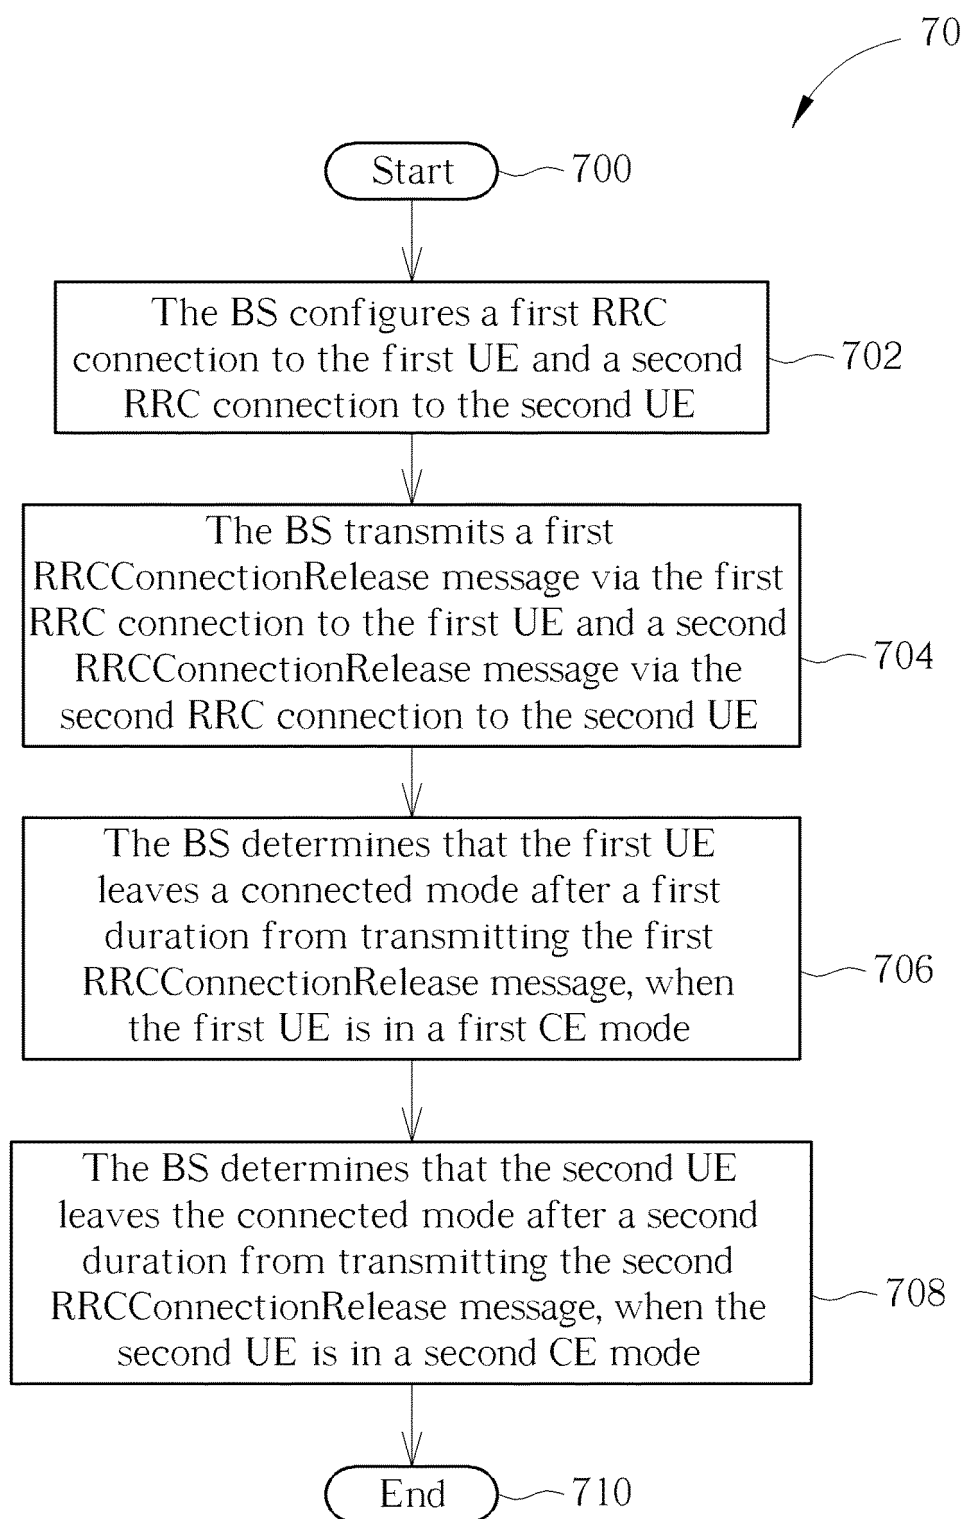 70
Start
700
The BS configures a first RRC
connection to the first UE and a second
RRC connection to the second UE
702
The BS transmits a first
RRCConnectionRelease message via the first
RRC connection to the first UE and a second
RRCConnectionRelease message via the
second RRC connection to the second UE
704
The BS determines that the first UE
leaves a connected mode after a first
duration from transmitting the first
RRCConnectionRelease message, when
the first UE is in a first CE mode
706
The BS determines that the second UE
leaves the connected mode after a second
duration from transmitting the second
RRCConnectionRelease message, when the
second UE is in a second CE mode
708
End
710